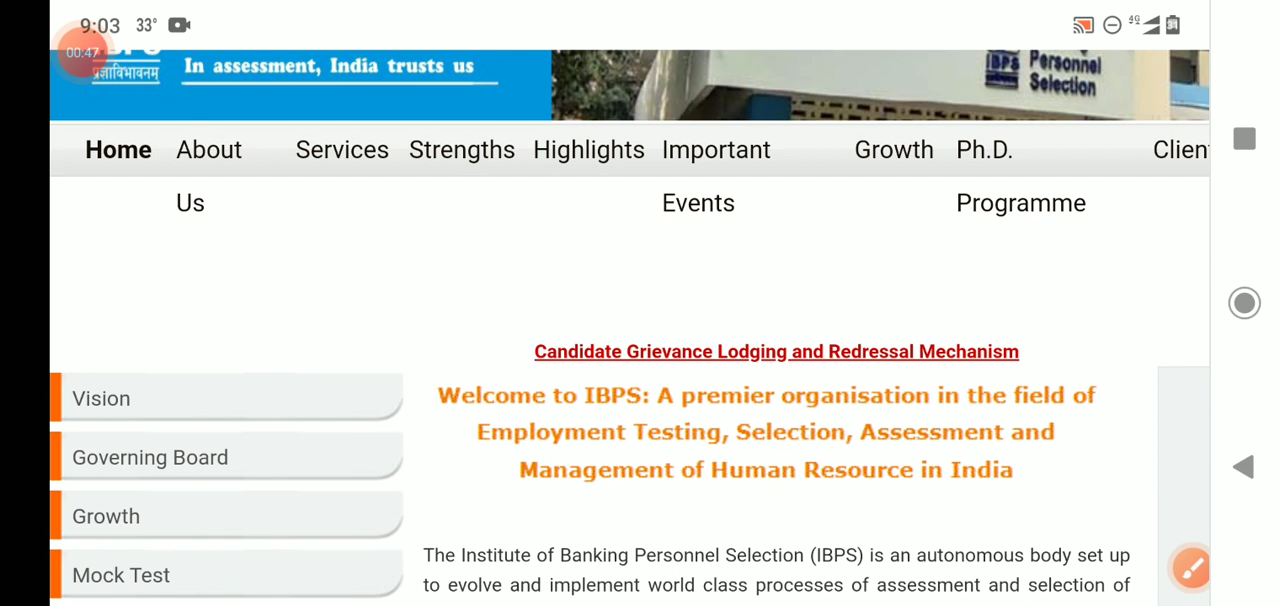 9:03 33° 4G
00:47
प्रज्ञाविभावनम् In assessment, India trusts us
IBPS Personnel
Selection
Home About Services Strengths Highlights Important Growth Ph.D. Clien
Us Events Programme
Candidate Grievance Lodging and Redressal Mechanism
Welcome to IBPS: A premier organisation in the field of
Employment Testing, Selection, Assessment and
Management of Human Resource in India
Vision
Governing Board
Growth
Mock Test
The Institute of Banking Personnel Selection (IBPS) is an autonomous body set up
to evolve and implement world class processes of assessment and selection of